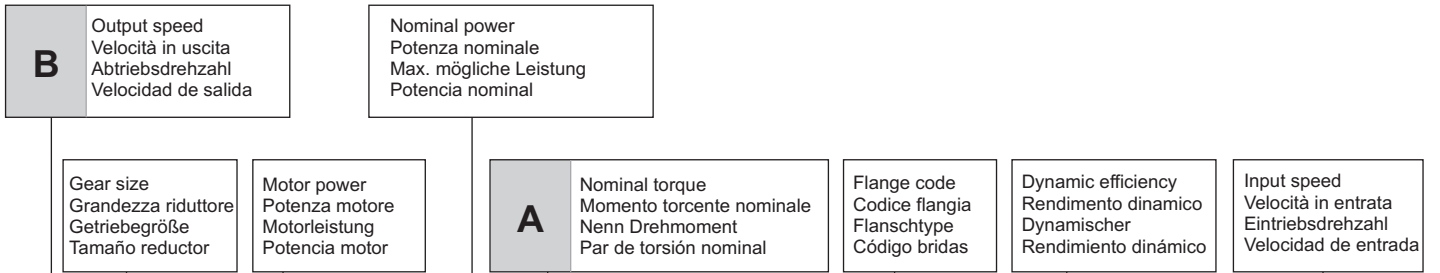 B
Output speed
Velocità in uscita
Abtriebsdrehzahl
Velocidad de salida
Nominal power
Potenza nominale
Max. mögliche Leistung
Potencia nominal
Gear size
Grandezza riduttore
Getriebegröße
Tamaño reductor
Motor power
Potenza motore
Motorleistung
Potencia motor
A
Nominal torque
Momento torcente nominale
Nenn Drehmoment
Par de torsión nominal
Flange code
Codice flangia
Flanschtype
Código bridas
Dynamic efficiency
Rendimento dinamico
Dynamischer
Rendimiento dinámico
Input speed
Velocità in entrata
Eintriebsdrehzahl
Velocidad de entrada